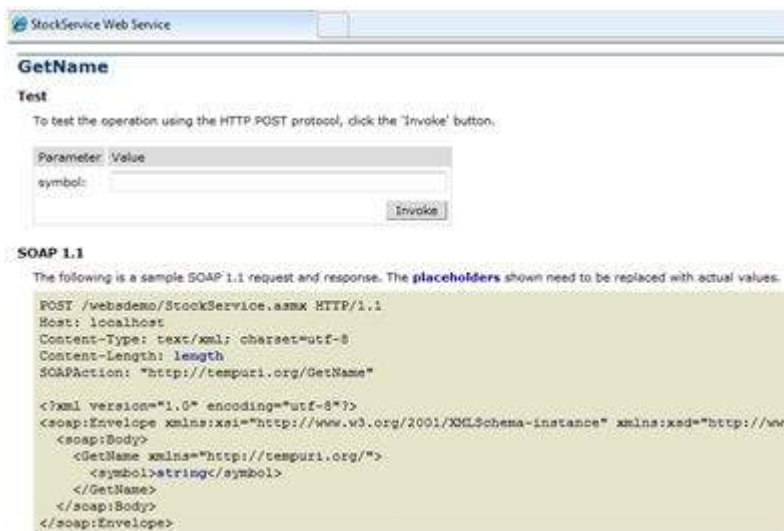 StockService Web Service
GetName
Test
To test the operation using the HTTP POST protocol, click the 'Invoke' button.
Parameter Value
symbol:
Invoke
SOAP 1.1
The following is a sample SOAP 1.1 request and response. The placeholders shown need to be replaced with actual values.
POST /websdemo/StockService.asmx HTTP/1.1
Host: localhost
Content-Type: text/xml; charset=utf-8
Content-Length: length
SOAPAction: "http://tempuri.org/GetName"
<?xml version="1.0" encoding="utf-8"?>
<soap:Envelope xmlns:xsi="http://www.w3.org/2001/XMLSchema-instance" xmlns:xsd="http://ww
<soap:Body>
<GetName xmlns="http://tempuri.org/">
<symbol>string</symbol>
</GetName>
</soap:Body>
</soap:Envelope>